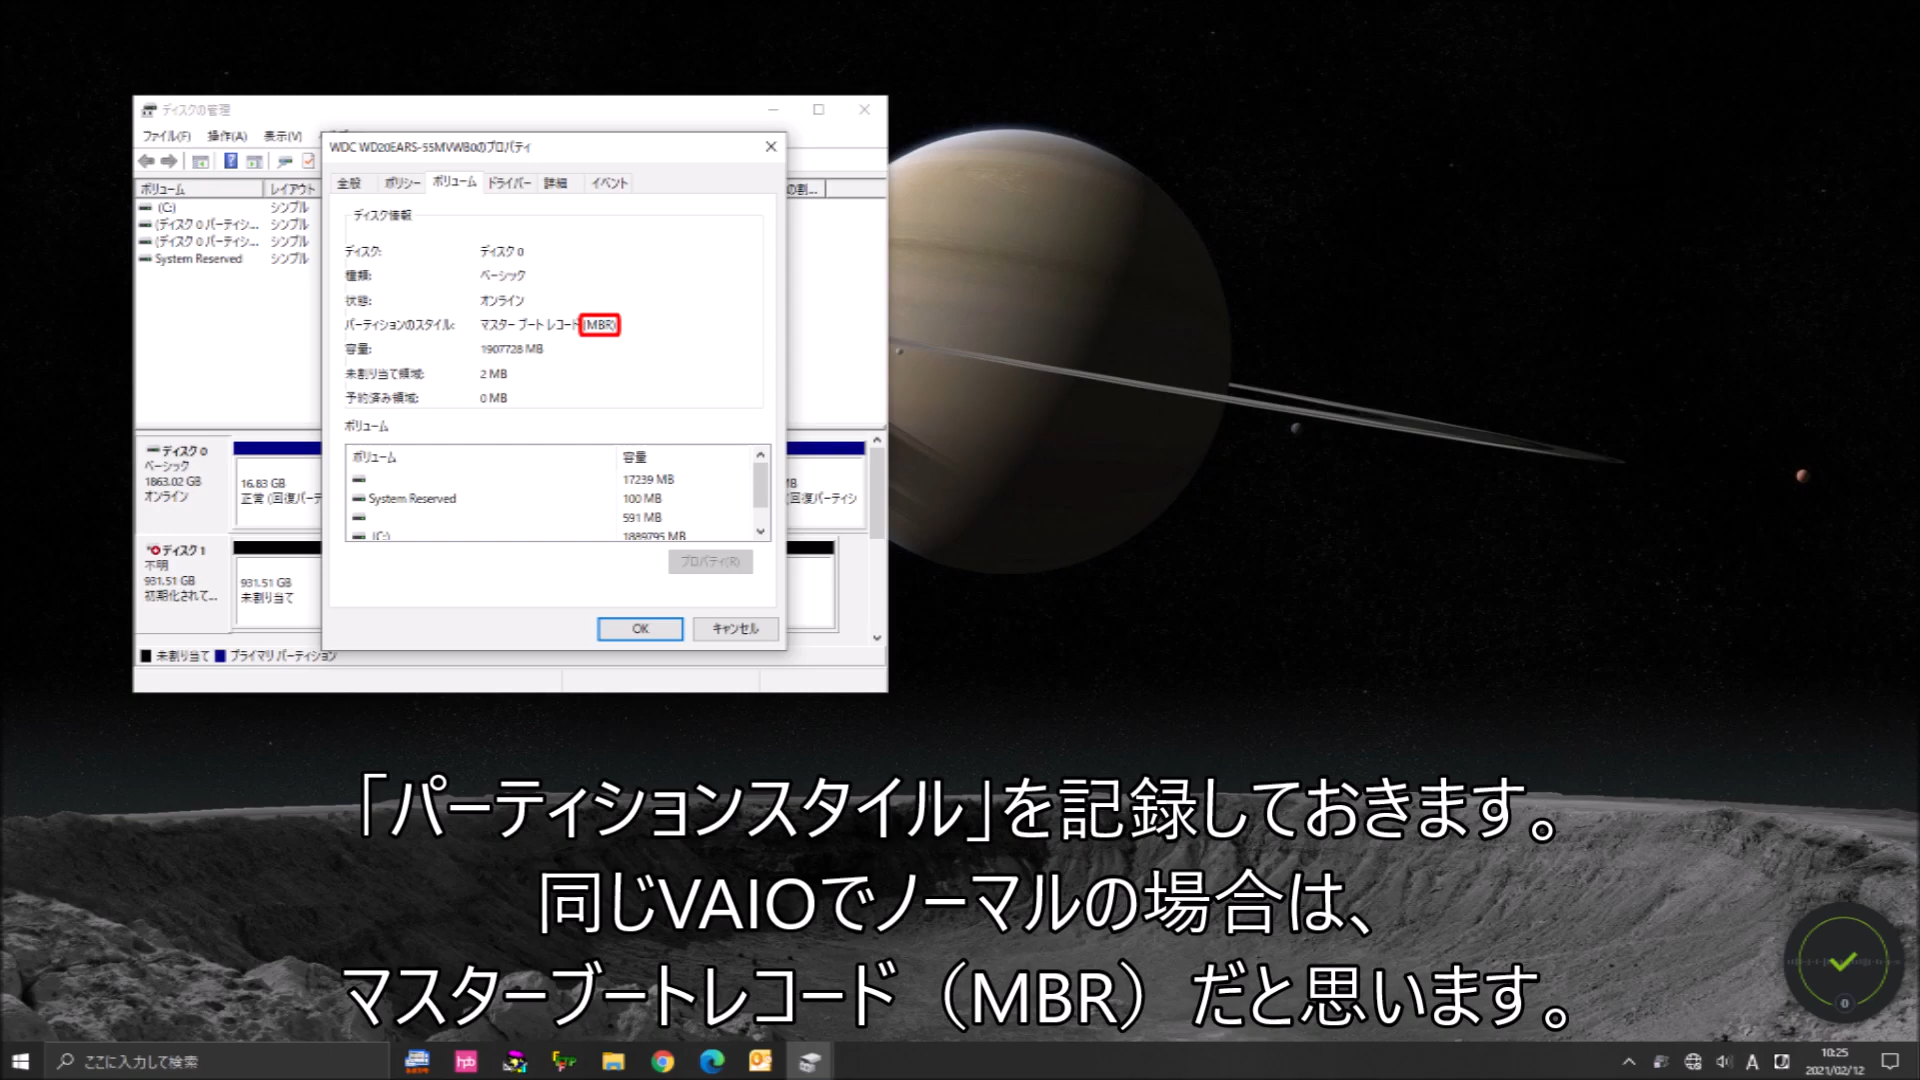 ディスクの管理
ファイル(F) 操作(A) 表示(V)
ボリューム レイアウト の割...
(C:) シンプル
(ディスク 0 パーティシ... シンプル
(ディスク 0 パーティシ... シンプル
System Reserved シンプル
WDC WD20EARS-55MVWB0のプロパティ
全般 ポリシー ボリューム ドライバー 詳細 イベント
ディスク情報
ディスク: ディスク 0
種類: ベーシック
状態: オンライン
パーティションのスタイル: マスター ブート レコード (MBR)
容量: 1907728 MB
未割り当て領域: 2 MB
予約済み領域: 0 MB
ボリューム
ボリューム 容量
17239 MB
System Reserved 100 MB
591 MB
(C:) 1889795 MB
プロパティ(R)
OK キャンセル
ディスク 0
ベーシック
1863.02 GB
オンライン
16.83 GB
正常 (回復パーテ
MB
(回復パーティシ
ディスク 1
不明
931.51 GB
初期化されて...
931.51 GB
未割り当て
未割り当て プライマリ パーティション
「パーティションスタイル」を記録しておきます。
同じVAIOでノーマルの場合は、
マスターブートレコード（MBR）だと思います。
0
ここに入力して検索
hpb
A
10:25
2021/02/12